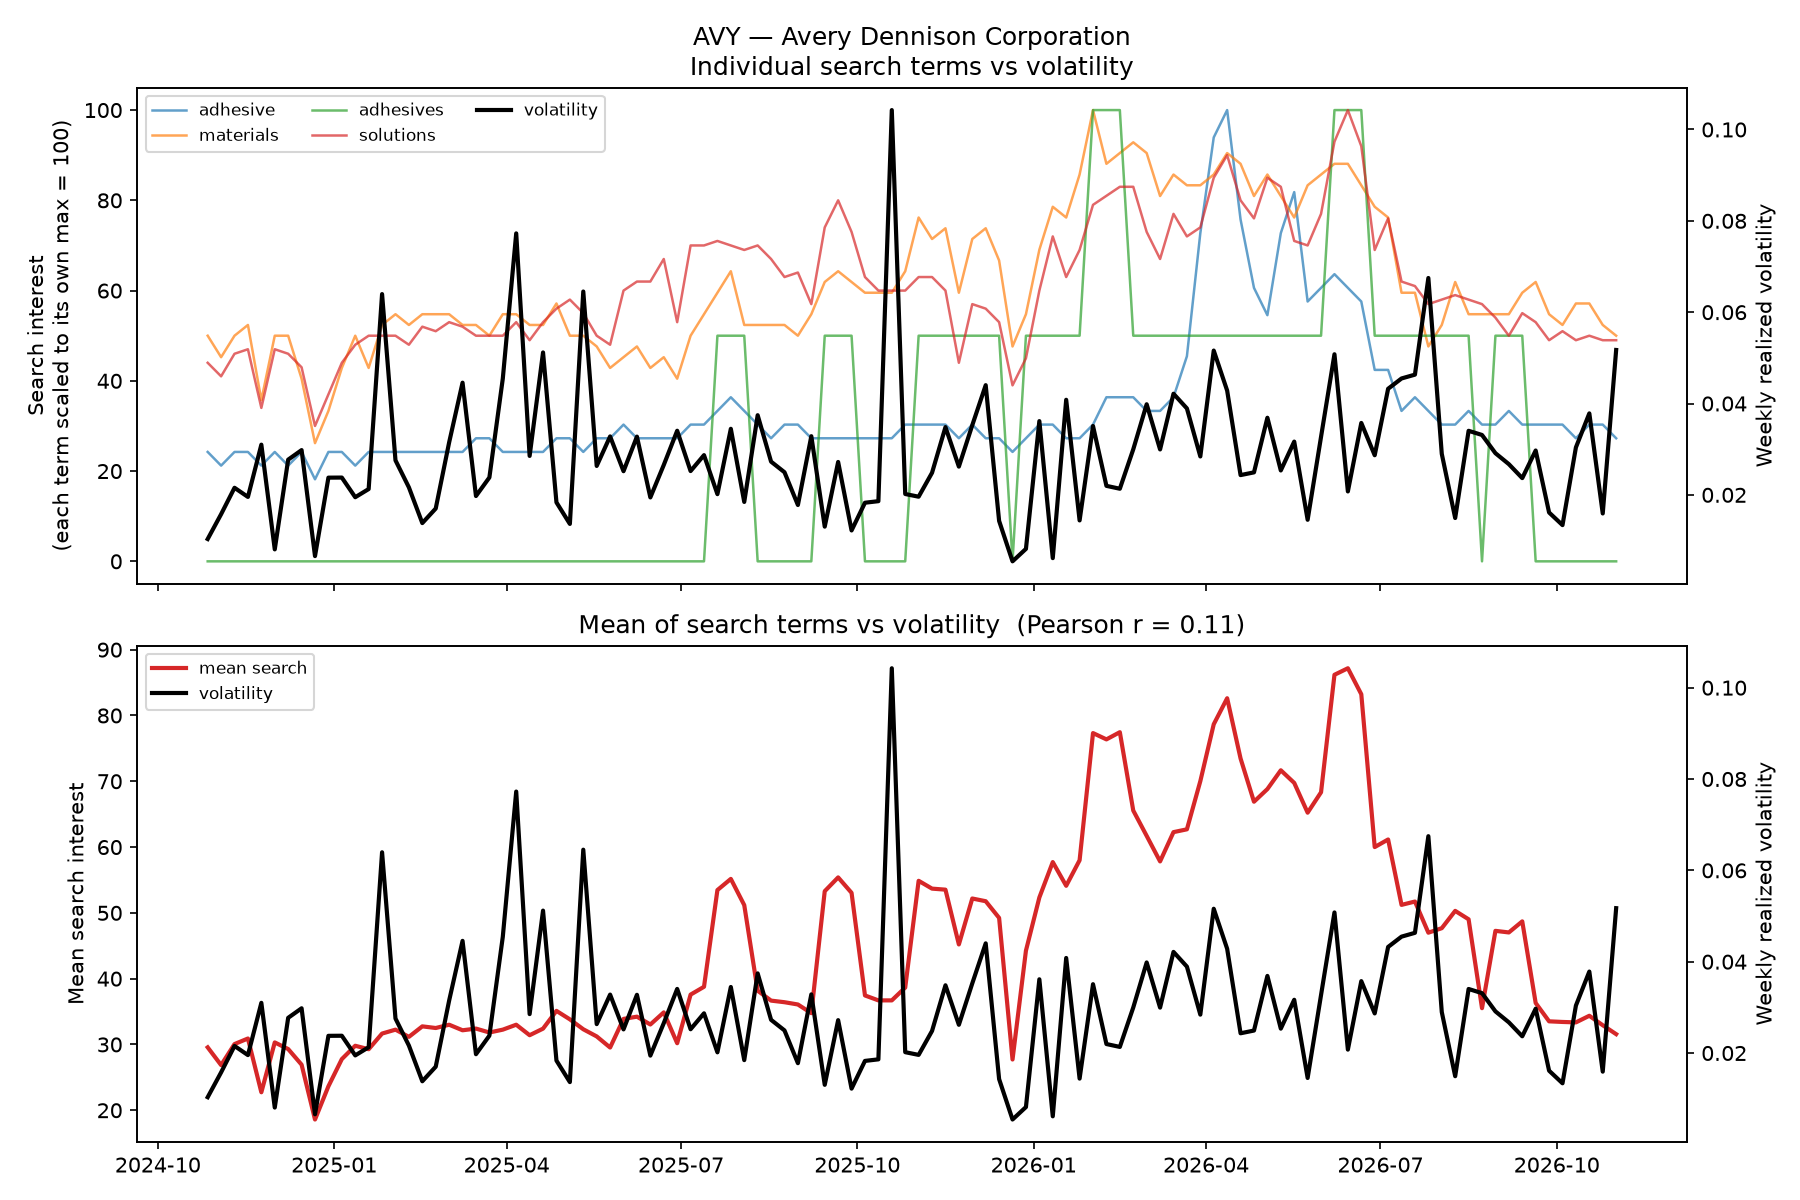 AVY — Avery Dennison Corporation
Individual search terms vs volatility
adhesive
materials
adhesives
solutions
volatility
Search interest
(each term scaled to its own max = 100)
100
80
60
40
20
0
0.10
0.08
0.06
0.04
0.02
Weekly realized volatility
Mean of search terms vs volatility (Pearson r = 0.11)
mean search
volatility
Mean search interest
90
80
70
60
50
40
30
20
0.10
0.08
0.06
0.04
0.02
Weekly realized volatility
2024-10
2025-01
2025-04
2025-07
2025-10
2026-01
2026-04
2026-07
2026-10